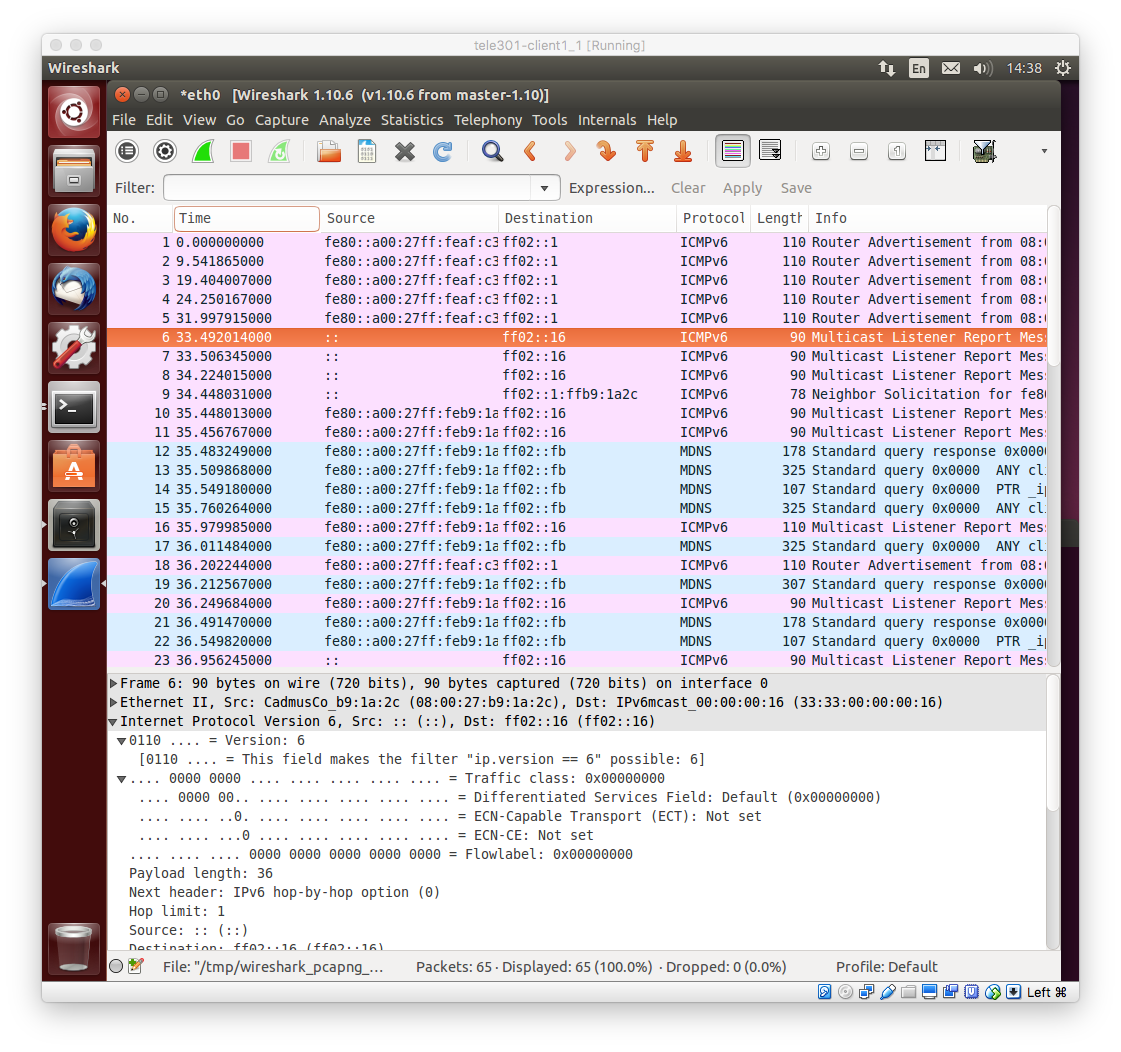 tele301-client1_1 [Running]
Wireshark En 14:38
*eth0 [Wireshark 1.10.6 (v1.10.6 from master-1.10)]
File Edit View Go Capture Analyze Statistics Telephony Tools Internals Help
Filter: Expression... Clear Apply Save
No. Time Source Destination Protocol Length Info
1 0.000000000 fe80::a00:27ff:feaf:c3 ff02::1 ICMPv6 110 Router Advertisement from 08:
2 9.541865000 fe80::a00:27ff:feaf:c3 ff02::1 ICMPv6 110 Router Advertisement from 08:
3 19.404007000 fe80::a00:27ff:feaf:c3 ff02::1 ICMPv6 110 Router Advertisement from 08:
4 24.250167000 fe80::a00:27ff:feaf:c3 ff02::1 ICMPv6 110 Router Advertisement from 08:
5 31.997915000 fe80::a00:27ff:feaf:c3 ff02::1 ICMPv6 110 Router Advertisement from 08:
6 33.492014000 :: ff02::16 ICMPv6 90 Multicast Listener Report Mes
7 33.506345000 :: ff02::16 ICMPv6 90 Multicast Listener Report Mes
8 34.224015000 :: ff02::16 ICMPv6 90 Multicast Listener Report Mes
9 34.448031000 :: ff02::1:ffb9:1a2c ICMPv6 78 Neighbor Solicitation for fe8
10 35.448013000 fe80::a00:27ff:feb9:1a ff02::16 ICMPv6 90 Multicast Listener Report Mes
11 35.456767000 fe80::a00:27ff:feb9:1a ff02::16 ICMPv6 90 Multicast Listener Report Mes
12 35.483249000 fe80::a00:27ff:feb9:1a ff02::fb MDNS 178 Standard query response 0x000
13 35.509868000 fe80::a00:27ff:feb9:1a ff02::fb MDNS 325 Standard query 0x0000 ANY cl
14 35.549180000 fe80::a00:27ff:feb9:1a ff02::fb MDNS 107 Standard query 0x0000 PTR _ip
15 35.760264000 fe80::a00:27ff:feb9:1a ff02::fb MDNS 325 Standard query 0x0000 ANY cl
16 35.979985000 fe80::a00:27ff:feb9:1a ff02::16 ICMPv6 110 Multicast Listener Report Mes
17 36.011484000 fe80::a00:27ff:feb9:1a ff02::fb MDNS 325 Standard query 0x0000 ANY cl
18 36.202244000 fe80::a00:27ff:feaf:c3 ff02::1 ICMPv6 110 Router Advertisement from 08:
19 36.212567000 fe80::a00:27ff:feb9:1a ff02::fb MDNS 307 Standard query response 0x000
20 36.249684000 fe80::a00:27ff:feb9:1a ff02::16 ICMPv6 90 Multicast Listener Report Mes
21 36.491470000 fe80::a00:27ff:feb9:1a ff02::fb MDNS 178 Standard query response 0x000
22 36.549820000 fe80::a00:27ff:feb9:1a ff02::fb MDNS 107 Standard query 0x0000 PTR _ip
23 36.956245000 :: ff02::16 ICMPv6 90 Multicast Listener Report Mes
Frame 6: 90 bytes on wire (720 bits), 90 bytes captured (720 bits) on interface 0
Ethernet II, Src: CadmusCo_b9:1a:2c (08:00:27:b9:1a:2c), Dst: IPv6mcast_00:00:00:16 (33:33:00:00:00:16)
Internet Protocol Version 6, Src: :: (::), Dst: ff02::16 (ff02::16)
0110 .... = Version: 6
[0110 .... = This field makes the filter "ip.version == 6" possible: 6]
.... 0000 0000 .... .... .... .... .... = Traffic class: 0x00000000
.... 0000 00.. .... .... .... .... .... = Differentiated Services Field: Default (0x00000000)
.... .... ..0. .... .... .... .... .... = ECN-Capable Transport (ECT): Not set
.... .... ...0 .... .... .... .... .... = ECN-CE: Not set
.... .... .... 0000 0000 0000 0000 0000 = Flowlabel: 0x00000000
Payload length: 36
Next header: IPv6 hop-by-hop option (0)
Hop limit: 1
Source: :: (::)
Destination: ff02::16 (ff02::16)
File: "/tmp/wireshark_pcapng_... Packets: 65 · Displayed: 65 (100.0%) · Dropped: 0 (0.0%) Profile: Default
Left ⌘